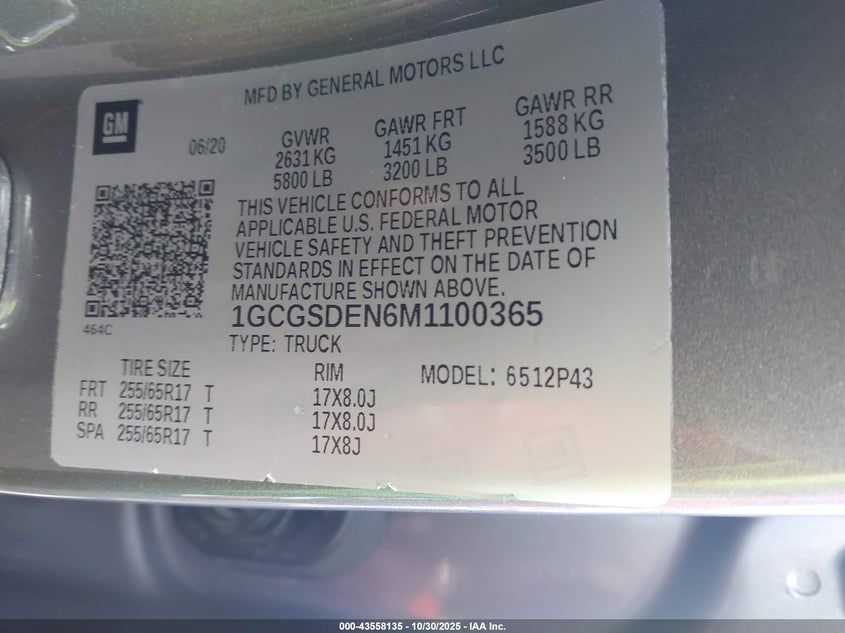 MFD BY GENERAL MOTORS LLC
GM
06/20
GVWR
2631 KG
5800 LB
GAWR FRT
1451 KG
3200 LB
GAWR RR
1588 KG
3500 LB
THIS VEHICLE CONFORMS TO ALL
APPLICABLE U.S. FEDERAL MOTOR
VEHICLE SAFETY AND THEFT PREVENTION
STANDARDS IN EFFECT ON THE DATE OF
MANUFACTURE SHOWN ABOVE.
464C
1GCGSDEN6M1100365
TYPE: TRUCK
TIRE SIZE RIM MODEL: 6512P43
FRT 255/65R17 T 17X8.0J
RR 255/65R17 T 17X8.0J
SPA 255/65R17 T 17X8J
000-43558135 - 10/30/2025 - IAA Inc.